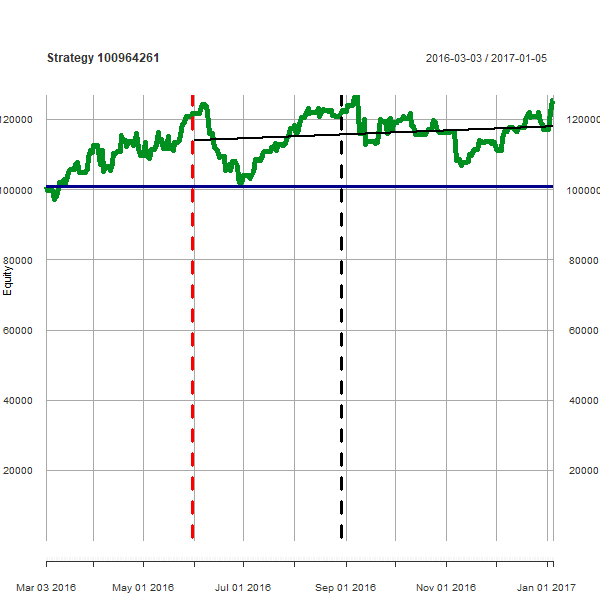 Strategy 100964261 2016-03-03 / 2017-01-05
120000 120000
100000 100000
80000 80000
Equity
60000 60000
40000 40000
20000 20000
Mar 03 2016 May 01 2016 Jul 01 2016 Sep 01 2016 Nov 01 2016 Jan 01 2017